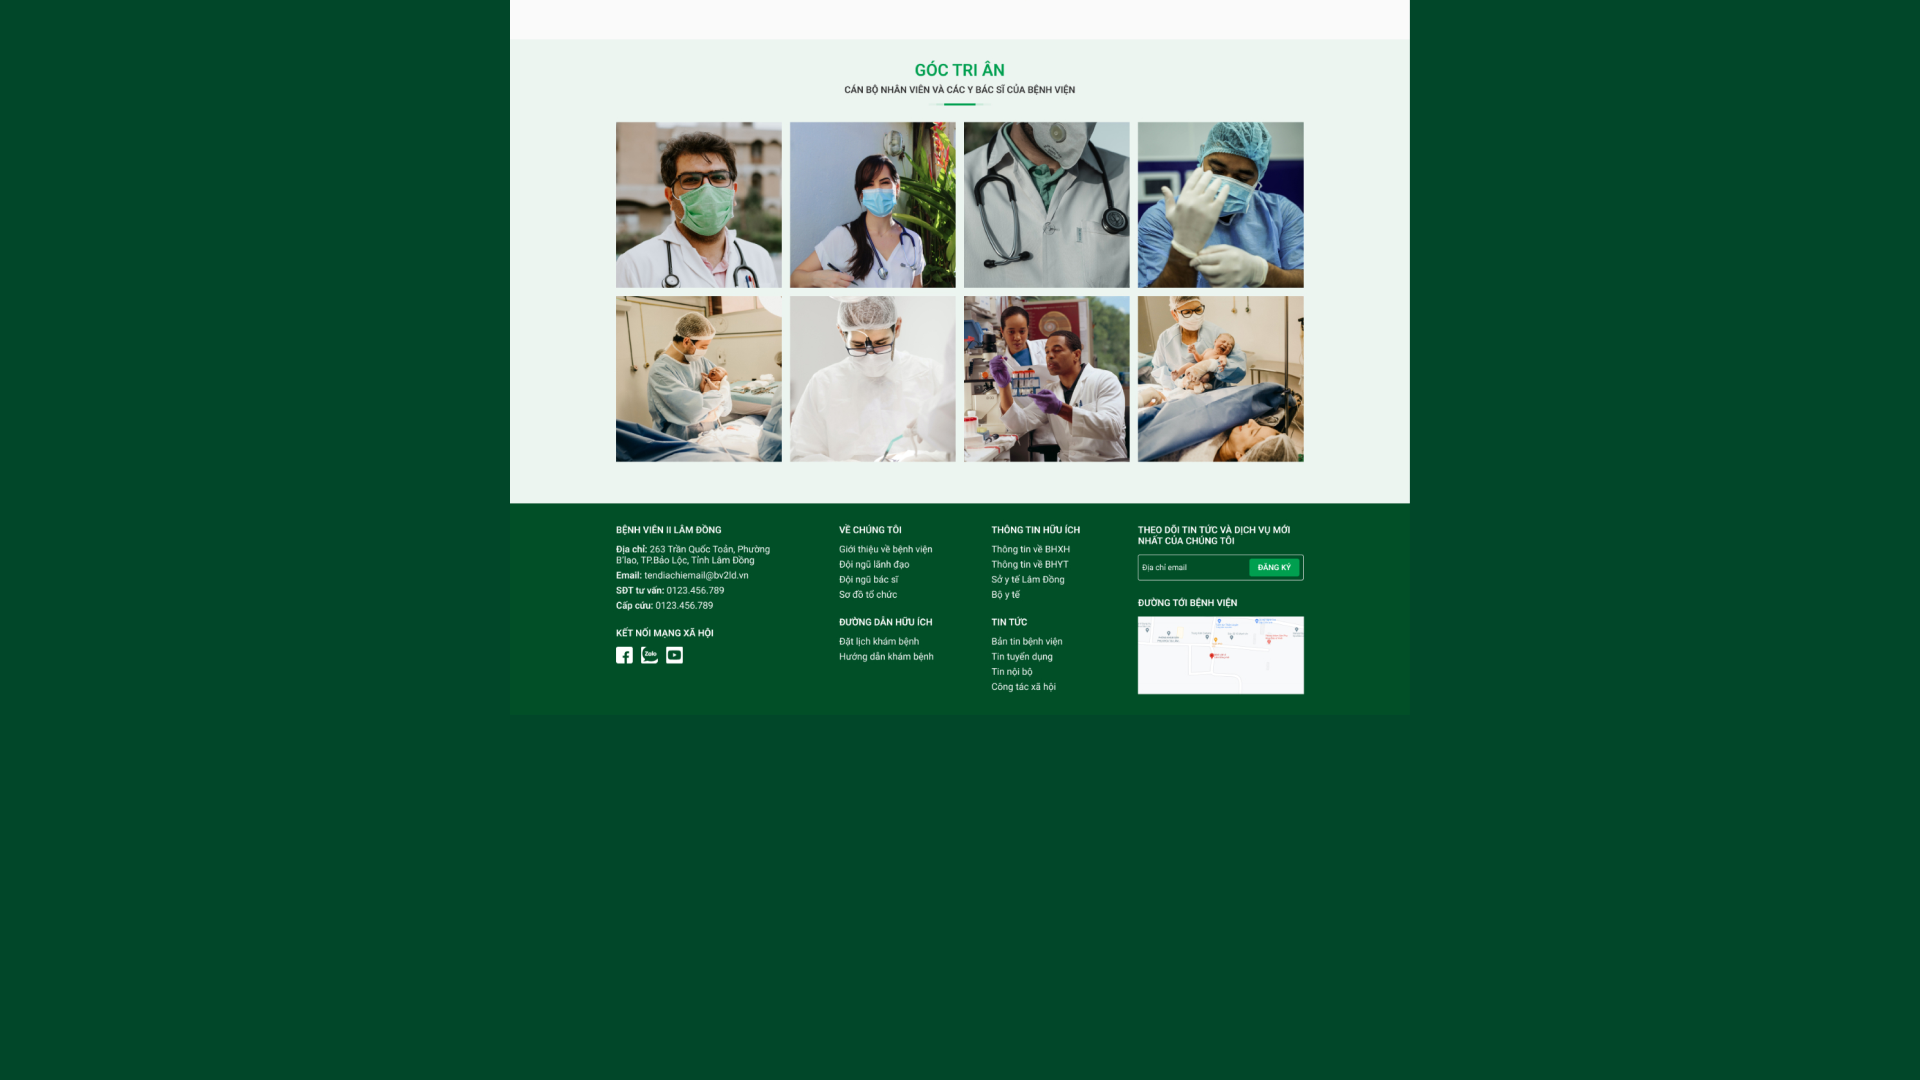 GÓC TRI ÂN
CÁN BỘ NHÂN VIÊN VÀ CÁC Y BÁC SĨ CỦA BỆNH VIỆN
BỆNH VIÊN II LÂM ĐỒNG
Địa chỉ: 263 Trần Quốc Toản, Phường
B'lao, TP.Bảo Lộc, Tỉnh Lâm Đồng
Email: tendiachiemail@bv2ld.vn
SĐT tư vấn: 0123.456.789
Cấp cứu: 0123.456.789
KẾT NỐI MẠNG XÃ HỘI
Zalo
VỀ CHÚNG TÔI
Giới thiệu về bệnh viện
Đội ngũ lãnh đạo
Đội ngũ bác sĩ
Sơ đồ tổ chức
ĐƯỜNG DẪN HỮU ÍCH
Đặt lịch khám bệnh
Hướng dẫn khám bệnh
THÔNG TIN HỮU ÍCH
Thông tin về BHXH
Thông tin về BHYT
Sở y tế Lâm Đồng
Bộ y tế
TIN TỨC
Bản tin bệnh viện
Tin tuyển dụng
Tin nội bộ
Công tác xã hội
THEO DÕI TIN TỨC VÀ DỊCH VỤ MỚI
NHẤT CỦA CHÚNG TÔI
Địa chỉ email
ĐĂNG KÝ
ĐƯỜNG TỚI BỆNH VIỆN